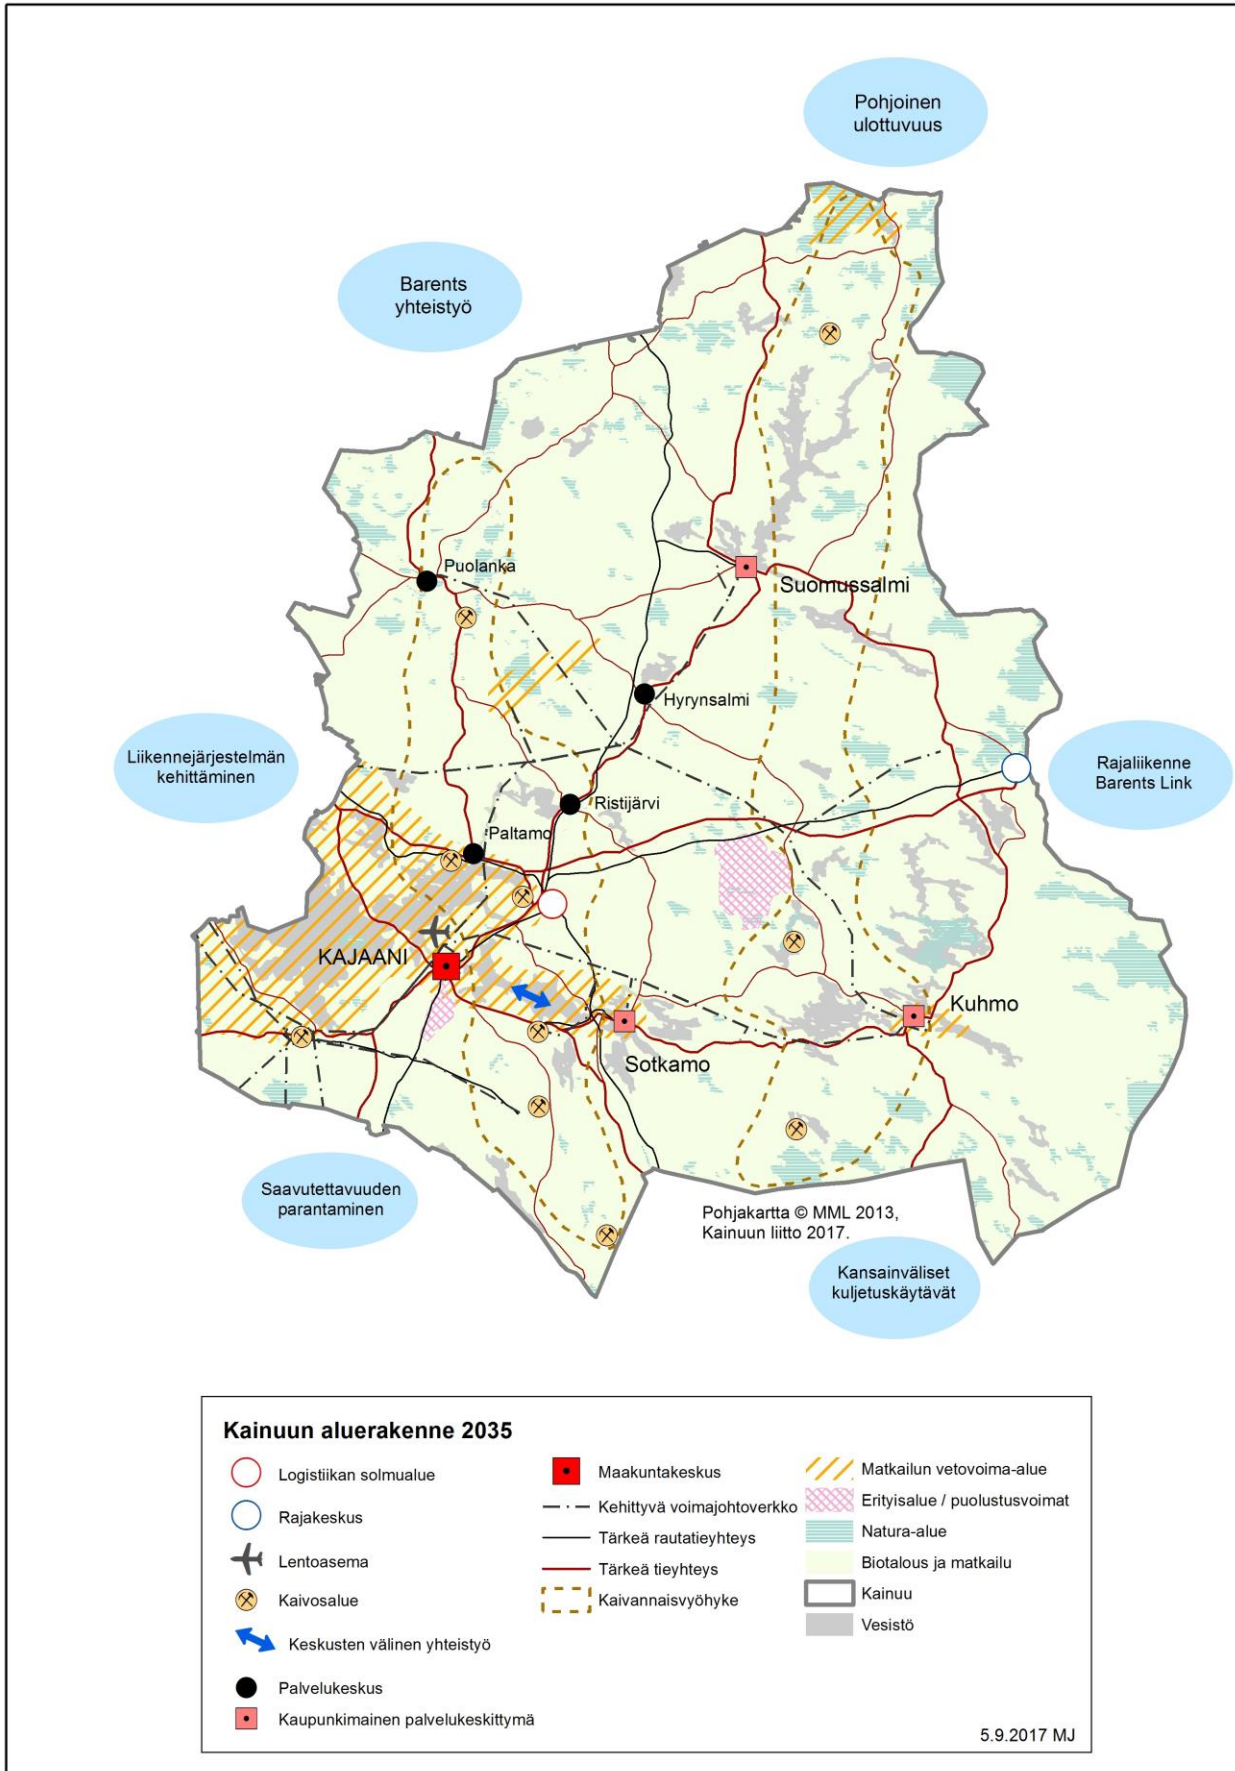 Pohjoinen
ulottuvuus
Barents
yhteistyö
Puolanka
Suomussalmi
Hyrynsalmi
Liikennejärjestelmän
kehittäminen
Rajaliikenne
Barents Link
Ristijärvi
Paltamo
KAJAANI
Kuhmo
Sotkamo
Saavutettavuuden
parantaminen
Pohjakartta © MML 2013,
Kainuun liitto 2017.
Kansainväliset
kuljetuskäytävät
Kainuun aluerakenne 2035
Logistiikan solmualue
Rajakeskus
Lentoasema
Kaivosalue
Keskusten välinen yhteistyö
Palvelukeskus
Kaupunkimainen palvelukeskittymä
Maakuntakeskus
Kehittyvä voimajohtoverkko
Tärkeä rautatieyhteys
Tärkeä tieyhteys
Kaivannaisvyöhyke
Matkailun vetovoima-alue
Erityisalue / puolustusvoimat
Natura-alue
Biotalous ja matkailu
Kainuu
Vesistö
5.9.2017 MJ